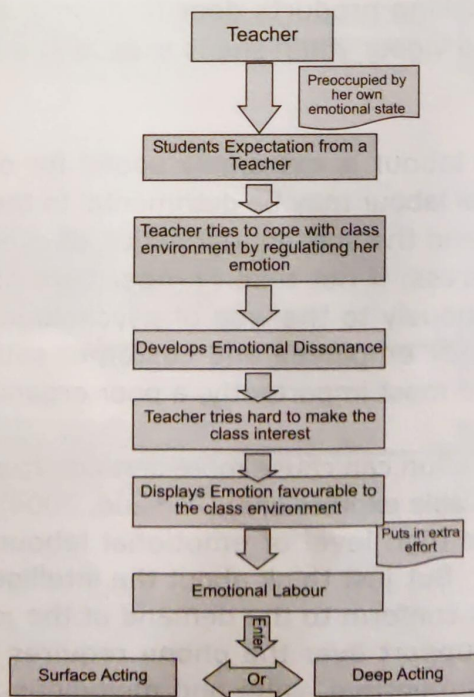 Teacher
Preoccupied by
her own
emotional state
Students Expectation from a
Teacher
Teacher tries to cope with class
environment by regulationg her
emotion
Develops Emotional Dissonance
Teacher tries hard to make the
class interest
Displays Emotion favourable to
the class environment
Puts in extra
effort
Emotional Labour
Enter
Surface Acting
Or
Deep Acting